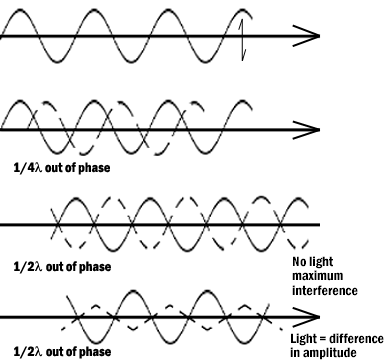 1/4λ out of phase
1/2λ out of phase
No light
maximum
interference
1/2λ out of phase
Light = difference
in amplitude